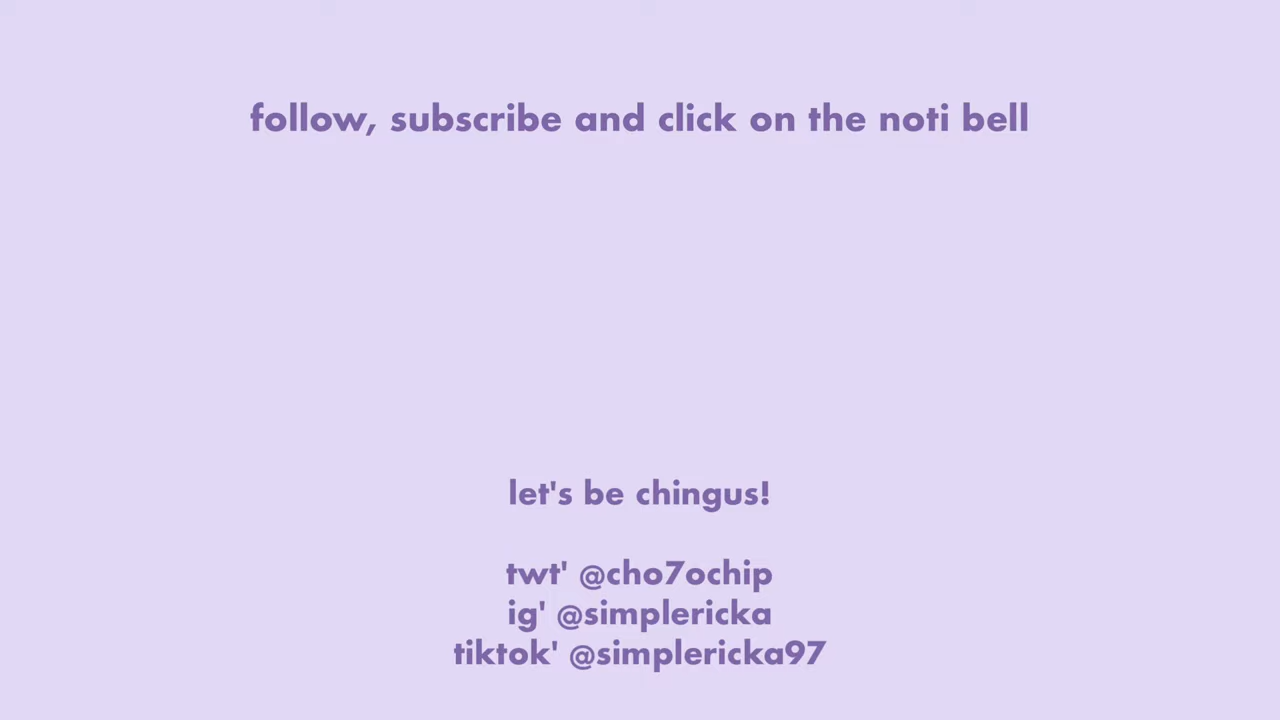 follow, subscribe and click on the noti bell
let's be chingus!
twt' @cho7ochip
ig' @simplericka
tiktok' @simplericka97